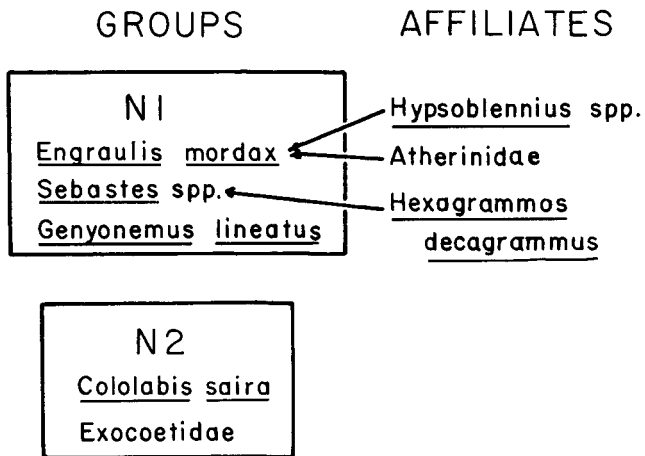 GROUPS AFFILIATES
N1
Engraulis mordax
Sebastes spp.
Genyonemus lineatus
Hypsoblennius spp.
Atherinidae
Hexagrammos
decagrammus
N2
Cololabis saira
Exocoetidae